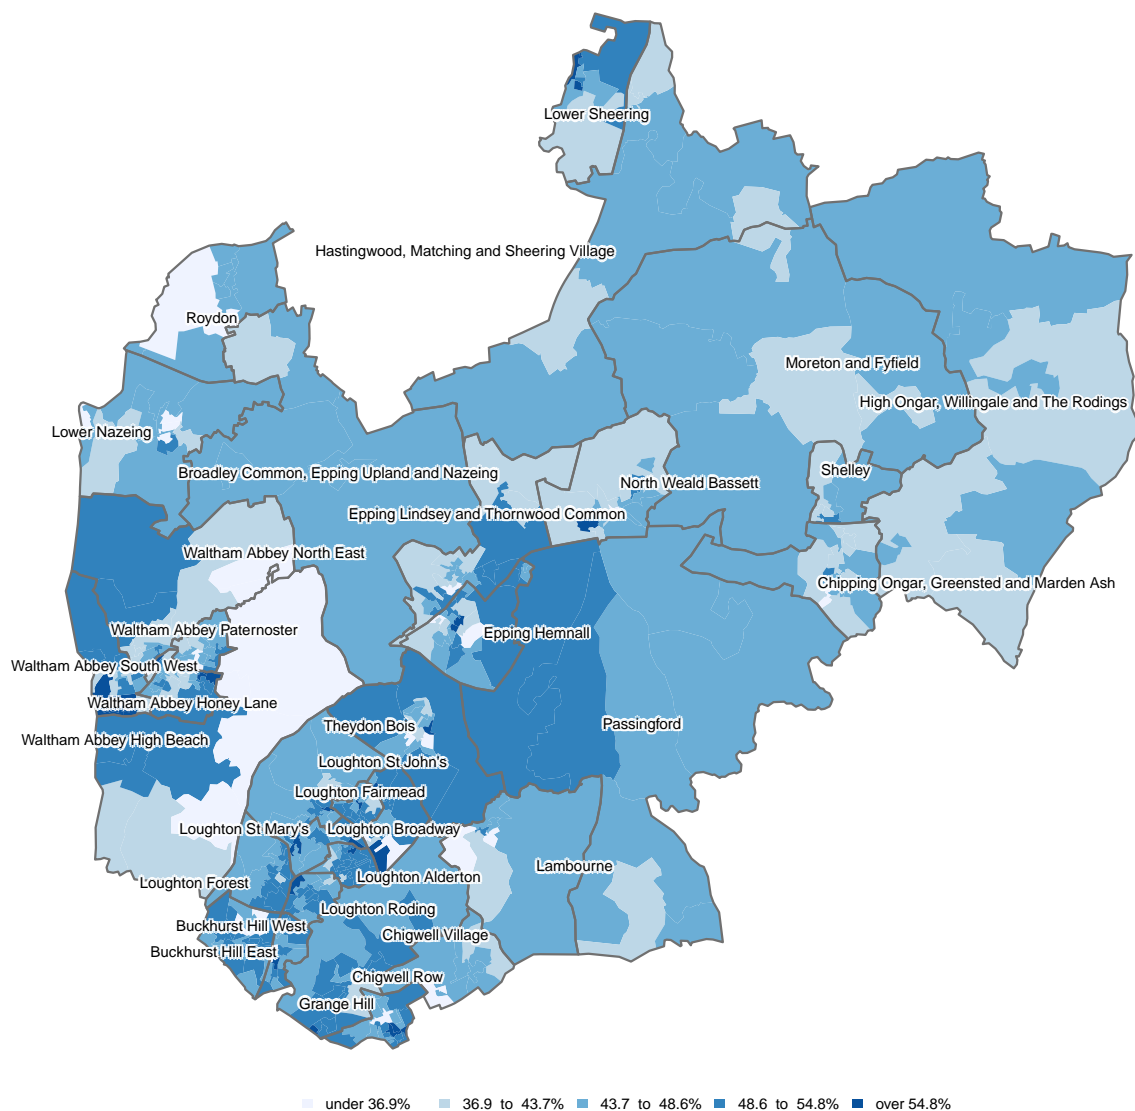 Lower Sheering
Hastingwood, Matching and Sheering Village
Roydon
Moreton and Fyfield
High Ongar, Willingale and The Rodings
Lower Nazeing
Broadley Common, Epping Upland and Nazeing
Shelley
North Weald Bassett
Epping Lindsey and Thornwood Common
Waltham Abbey North East
Chipping Ongar, Greensted and Marden Ash
Waltham Abbey Paternoster
Epping Hemnall
Waltham Abbey South West
Waltham Abbey Honey Lane
Passingford
Theydon Bois
Waltham Abbey High Beach
Loughton St John's
Loughton Fairmead
Loughton St Mary's
Loughton Broadway
Lambourne
Loughton Alderton
Loughton Forest
Loughton Roding
Buckhurst Hill West
Chigwell Village
Buckhurst Hill East
Chigwell Row
Grange Hill
under 36.9% 36.9 to 43.7% 43.7 to 48.6% 48.6 to 54.8% over 54.8%